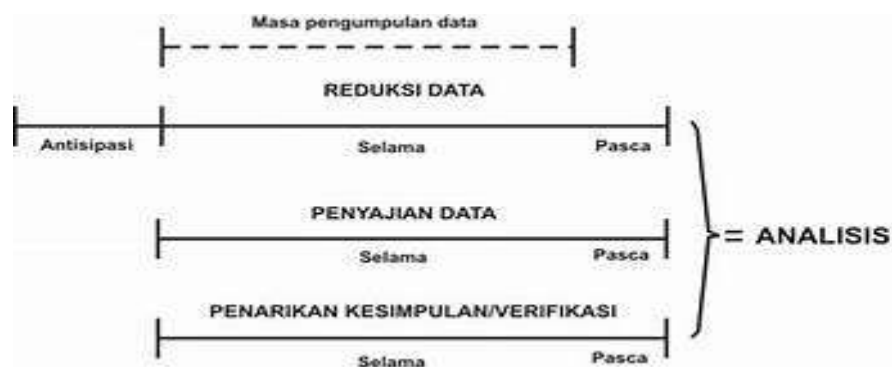 Masa pengumpulan data
REDUKSI DATA
Antisipasi Selama Pasca
PENYAJIAN DATA
= ANALISIS
Selama Pasca
PENARIKAN KESIMPULAN/VERIFIKASI
Selama Pasca